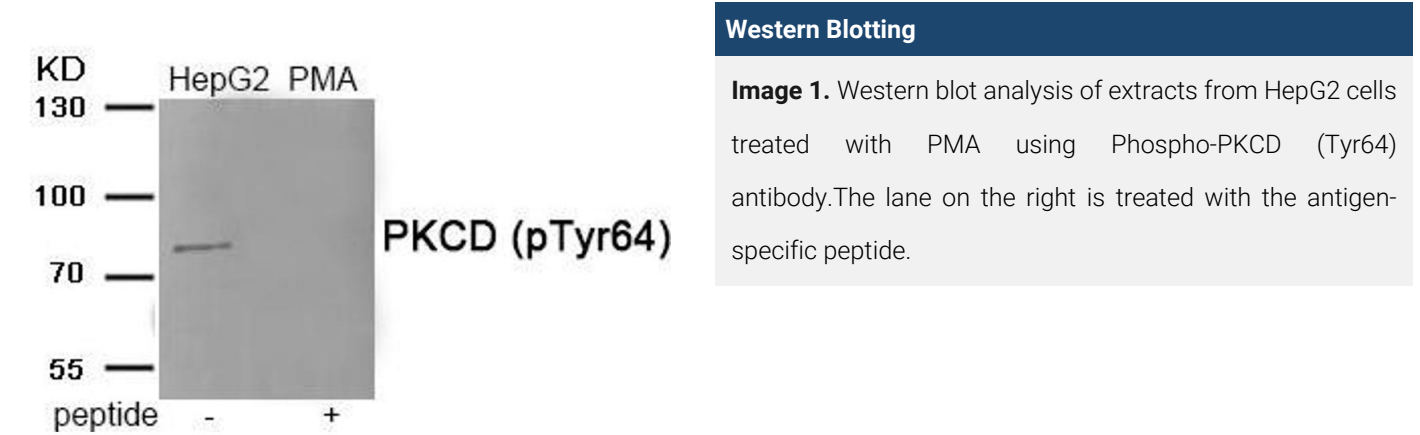 KD
HepG2 PMA
130
100
PKCD (pTyr64)
70
55
peptide - +
Western Blotting
Image 1. Western blot analysis of extracts from HepG2 cells
treated with PMA using Phospho-PKCD (Tyr64)
antibody.The lane on the right is treated with the antigen-
specific peptide.